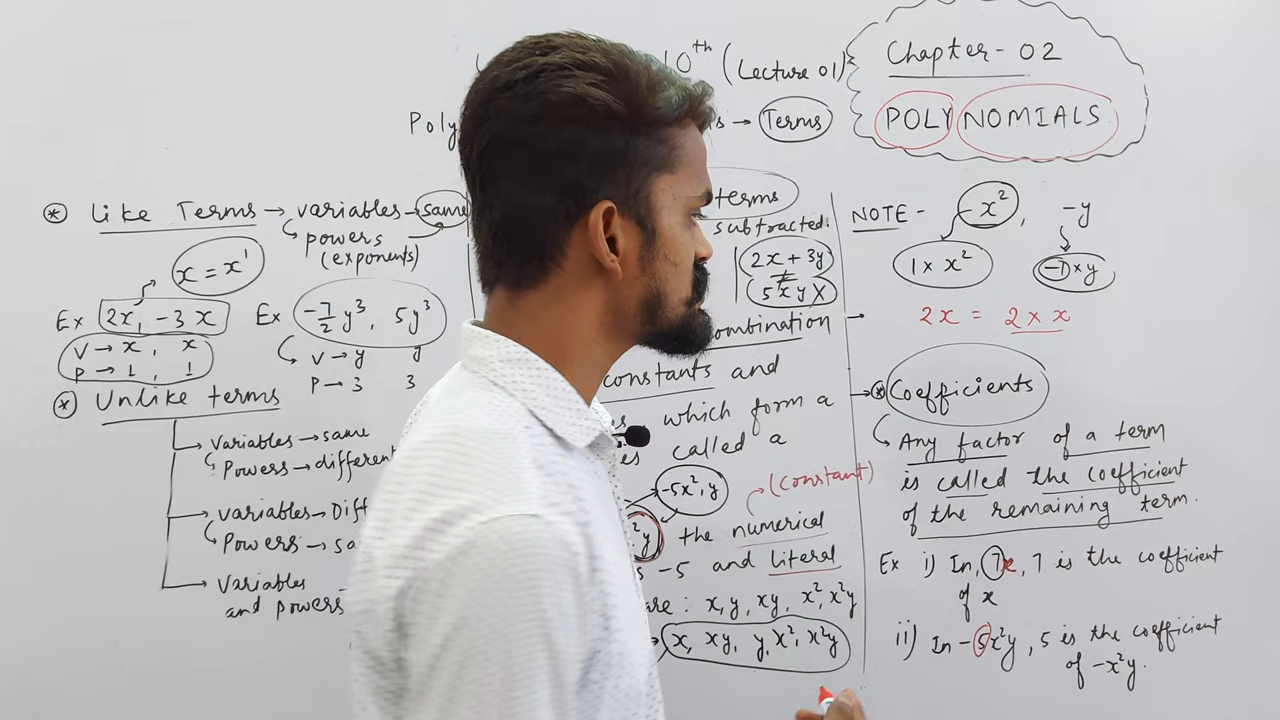 10th (Lecture 01)
Chapter - 02
POLYNOMIALS
Poly → Terms
⊛ Like Terms → variables → same
powers
(exponents)
x = x¹
Ex 2x, -3x
V → x, x
P → 1, 1
Ex -7/2 y³, 5y³
V → y y
P → 3 3
⊛ Unlike terms
Variables → same
Powers → different
Variables → Diff
Powers → sa
Variables
and powers
terms
subtracted.
2x + 3y
≠
5xy X
ombination
constants and
which form a
called a
-5x², y
(constant)
²y the numerical
-5 and literal
are : x, y, xy, x², x²y
x, xy, y, x², x²y
NOTE - -x², -y
1 × x² -1 × y
2x = 2 × x
⊛ Coefficients
Any factor of a term
is called the coefficient
of the remaining term.
Ex i) In, 7x, 7 is the coefficient
of x
ii) In -5x²y, 5 is the coefficient
of -x²y.